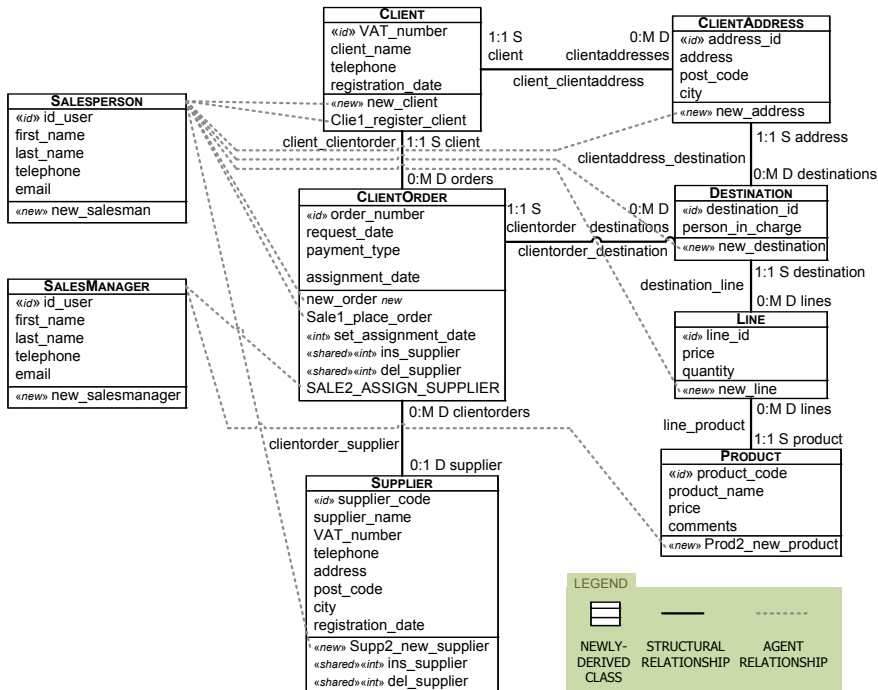 CLIENT
«id» VAT_number
client_name
telephone
registration_date
«new» new_client
Clie1_register_client
1:1 S
client
0:M D
clientaddresses
client_clientaddress
CLIENTADDRESS
«id» address_id
address
post_code
city
«new» new_address
SALESPERSON
«id» id_user
first_name
last_name
telephone
email
«new» new_salesman
client_clientorder
1:1 S client
0:M D orders
1:1 S address
clientaddress_destination
0:M D destinations
CLIENTORDER
«id» order_number
request_date
payment_type
assignment_date
new_order new
Sale1_place_order
«int» set_assignment_date
«shared»«int» ins_supplier
«shared»«int» del_supplier
SALE2_ASSIGN_SUPPLIER
1:1 S
clientorder
0:M D
destinations
clientorder_destination
DESTINATION
«id» destination_id
person_in_charge
«new» new_destination
1:1 S destination
destination_line
0:M D lines
SALESMANAGER
«id» id_user
first_name
last_name
telephone
email
«new» new_salesmanager
LINE
«id» line_id
price
quantity
«new» new_line
0:M D lines
line_product
1:1 S product
0:M D clientorders
clientorder_supplier
0:1 D supplier
PRODUCT
«id» product_code
product_name
price
comments
«new» Prod2_new_product
SUPPLIER
«id» supplier_code
supplier_name
VAT_number
telephone
address
post_code
city
registration_date
«new» Supp2_new_supplier
«shared»«int» ins_supplier
«shared»«int» del_supplier
LEGEND
NEWLY-
DERIVED
CLASS
STRUCTURAL
RELATIONSHIP
AGENT
RELATIONSHIP